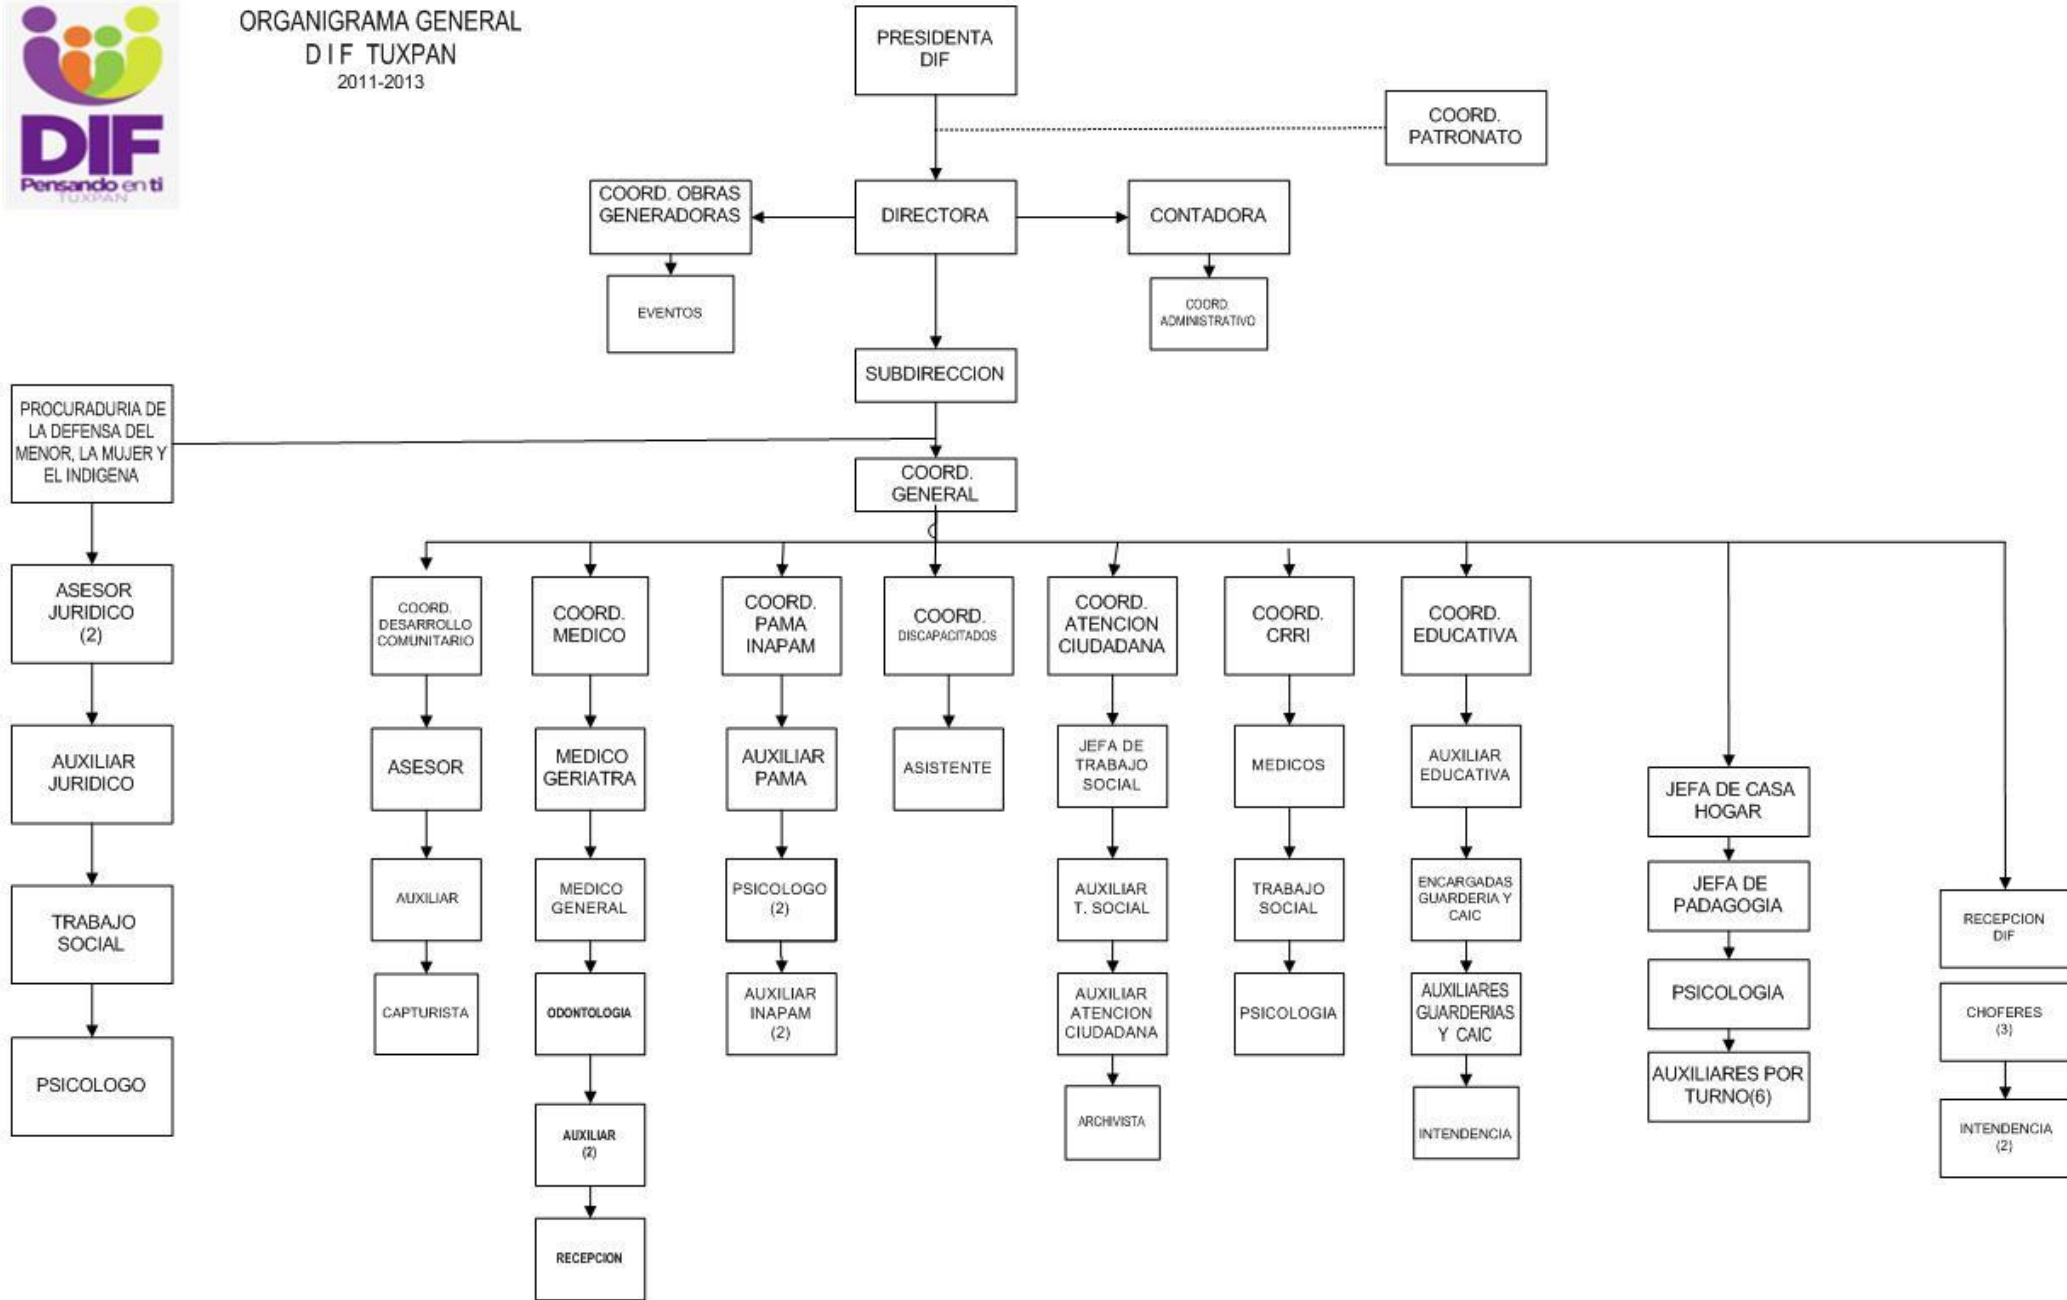 ORGANIGRAMA GENERAL
D I F TUXPAN
2011-2013
DIF
Pensando en ti
TUXPAN
PRESIDENTA
DIF
COORD.
PATRONATO
COORD. OBRAS
GENERADORAS
DIRECTORA
CONTADORA
EVENTOS
COORD.
ADMINISTRATIVO
SUBDIRECCION
PROCURADURIA DE
LA DEFENSA DEL
MENOR, LA MUJER Y
EL INDIGENA
COORD.
GENERAL
ASESOR
JURIDICO
(2)
AUXILIAR
JURIDICO
TRABAJO
SOCIAL
PSICOLOGO
COORD.
DESARROLLO
COMUNITARIO
ASESOR
AUXILIAR
CAPTURISTA
COORD.
MEDICO
MEDICO
GERIATRA
MEDICO
GENERAL
ODONTOLOGIA
AUXILIAR
(2)
RECEPCION
COORD.
PAMA
INAPAM
AUXILIAR
PAMA
PSICOLOGO
(2)
AUXILIAR
INAPAM
(2)
COORD.
DISCAPACITADOS
ASISTENTE
COORD.
ATENCION
CIUDADANA
JEFA DE
TRABAJO
SOCIAL
AUXILIAR
T. SOCIAL
AUXILIAR
ATENCION
CIUDADANA
ARCHIVISTA
COORD.
CRRI
MEDICOS
TRABAJO
SOCIAL
PSICOLOGIA
COORD.
EDUCATIVA
AUXILIAR
EDUCATIVA
ENCARGADAS
GUARDERIA Y
CAIC
AUXILIARES
GUARDERIAS
Y CAIC
INTENDENCIA
JEFA DE CASA
HOGAR
JEFA DE
PADAGOGIA
PSICOLOGIA
AUXILIARES POR
TURNO(6)
RECEPCION
DIF
CHOFERES
(3)
INTENDENCIA
(2)